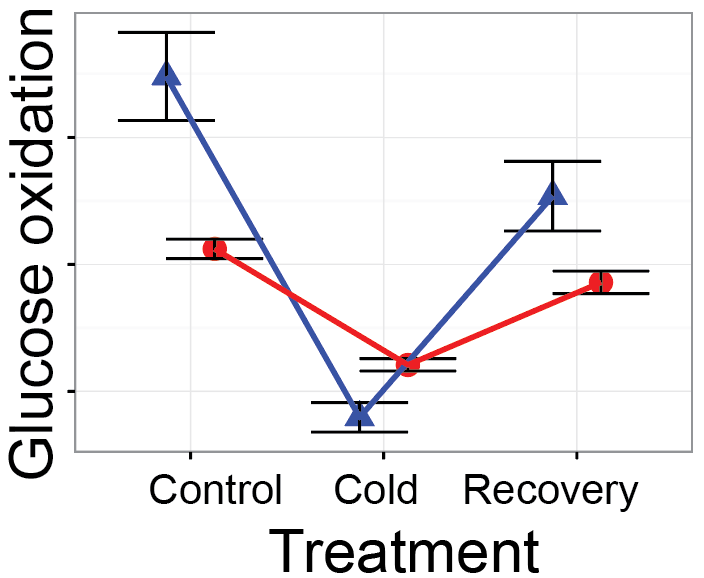 Glucose oxidation
Control Cold Recovery
Treatment